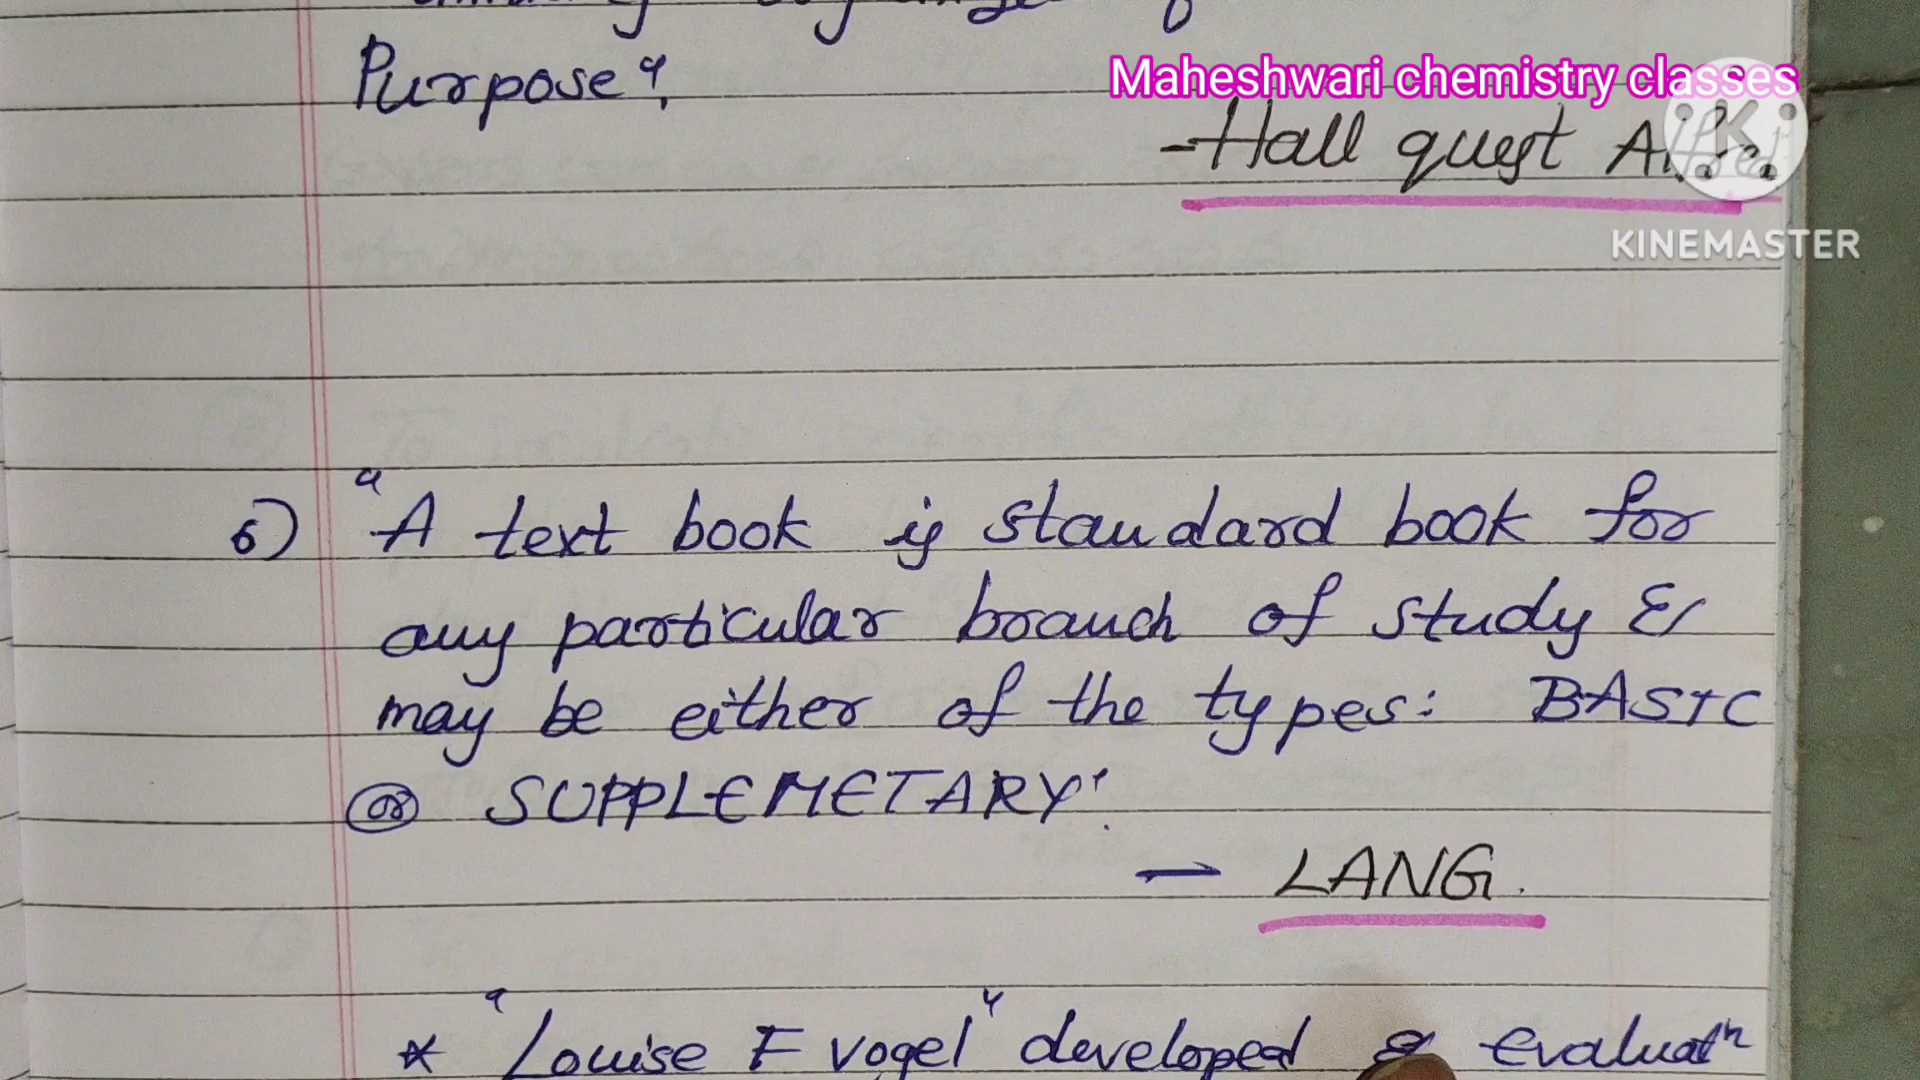 Purpose".
Maheshwari chemistry classes
- Hall quest
KINEMASTER
6) "A text book is standard book for
any particular branch of study &
may be either of the types: BASIC
or SUPPLEMETARY'.
- LANG.
* "Louise F vogel" developed evaluatn